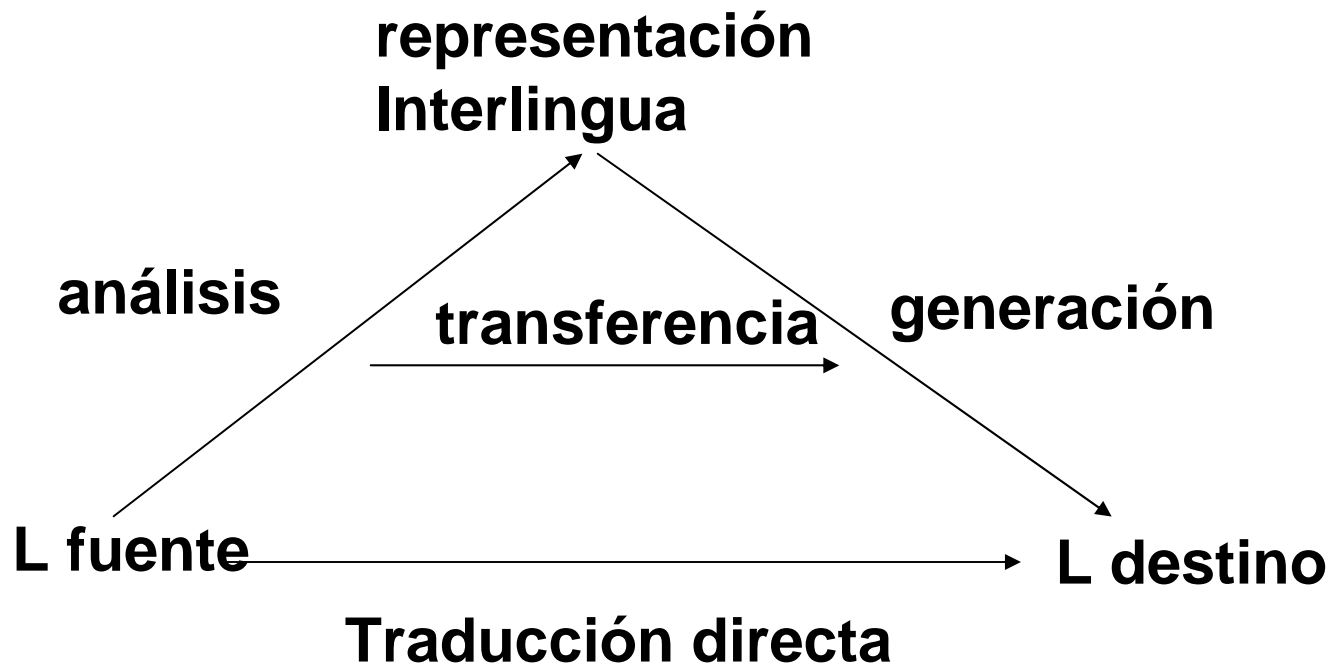 representación
Interlingua
análisis
transferencia
generación
L fuente
L destino
Traducción directa